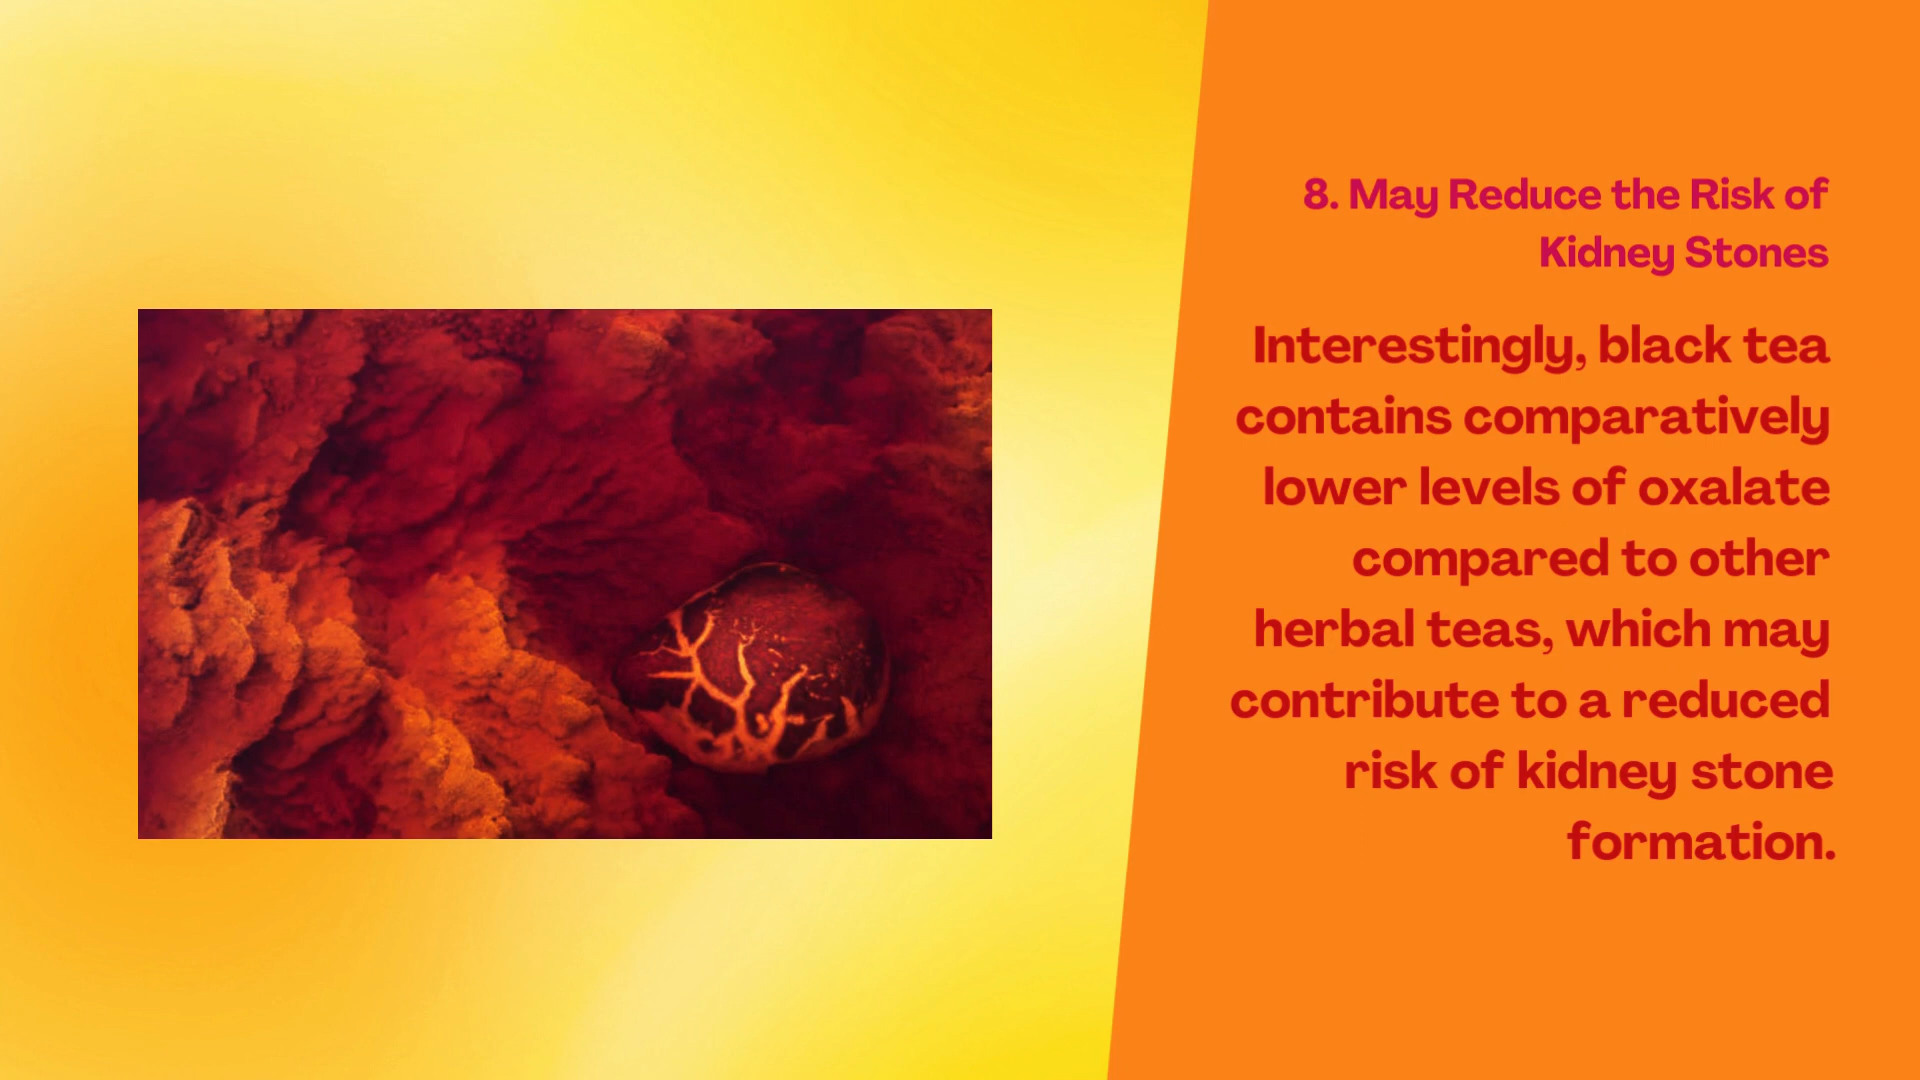 8. May Reduce the Risk of
Kidney Stones
Interestingly, black tea
contains comparatively
lower levels of oxalate
compared to other
herbal teas, which may
contribute to a reduced
risk of kidney stone
formation.